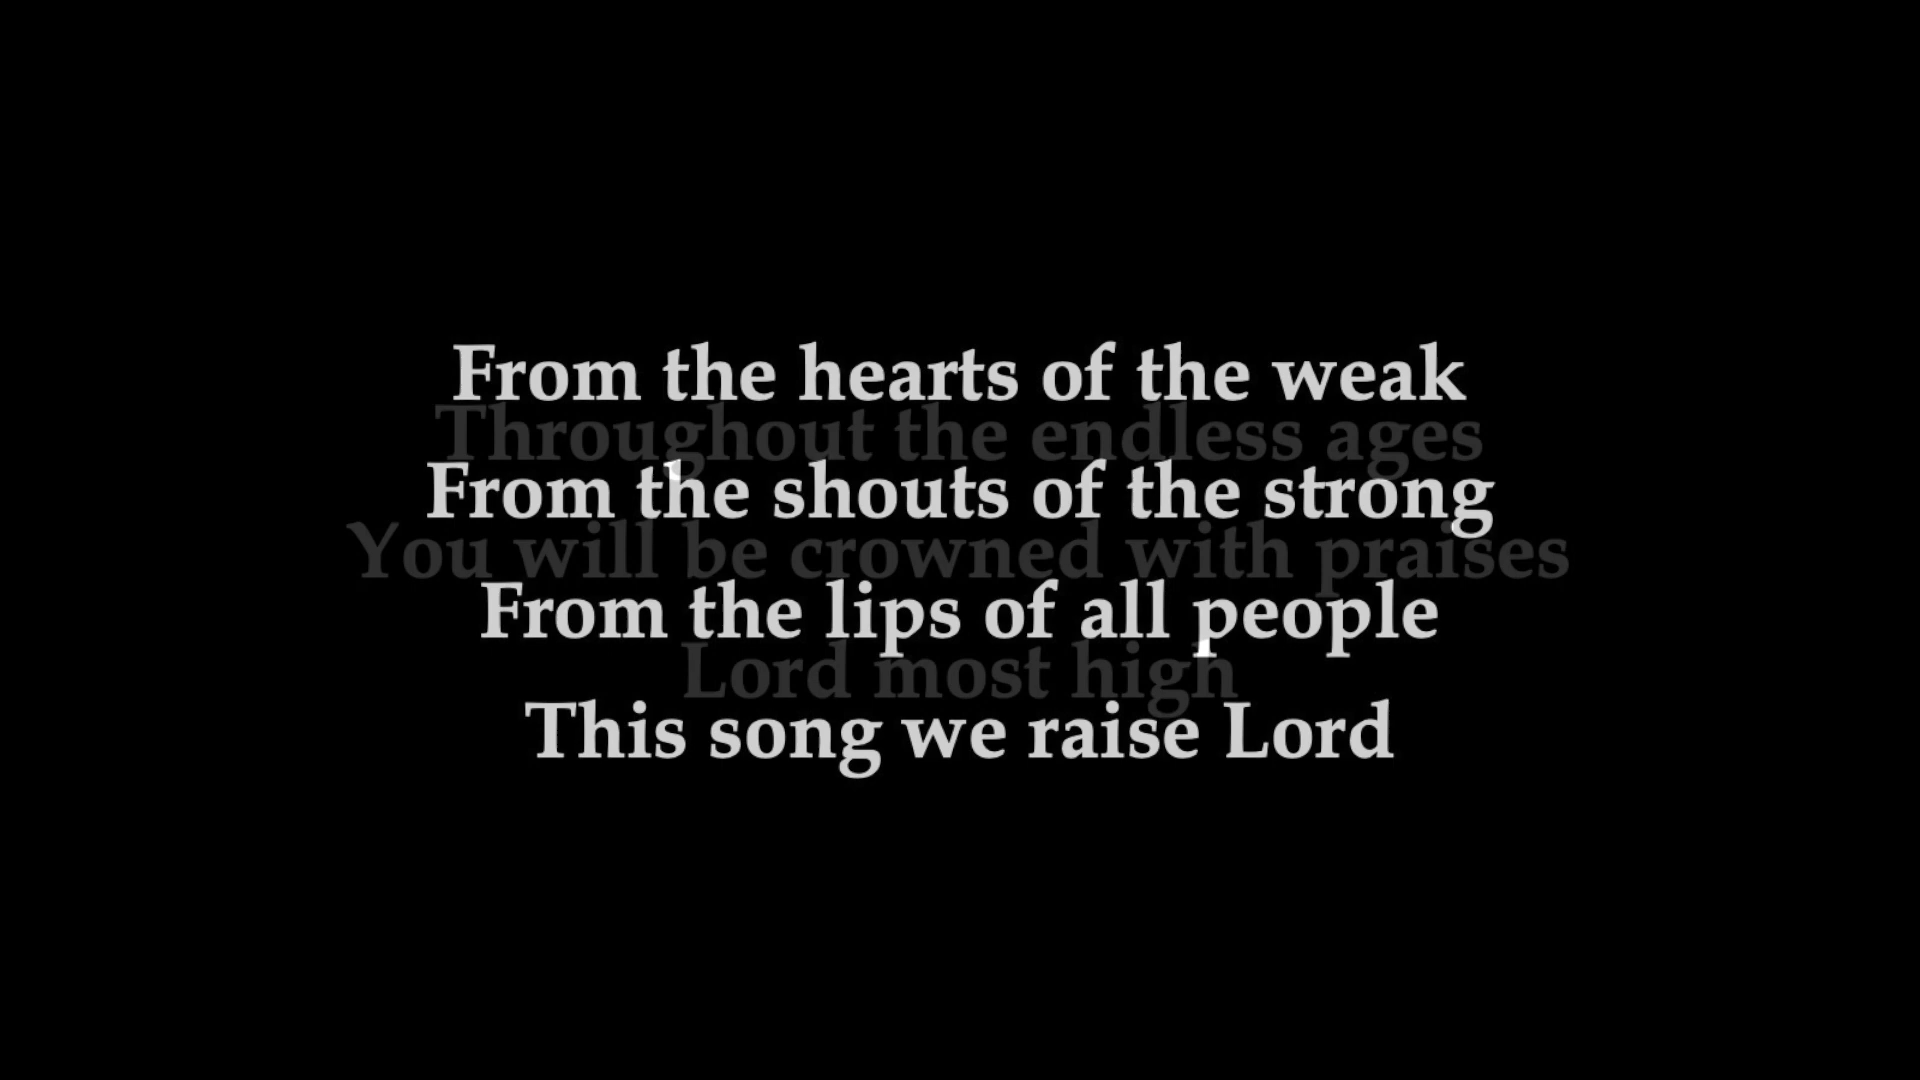 From the hearts of the weak
Throughout the endless ages
From the shouts of the strong
You will be crowned with praises
From the lips of all people
Lord most high
This song we raise Lord